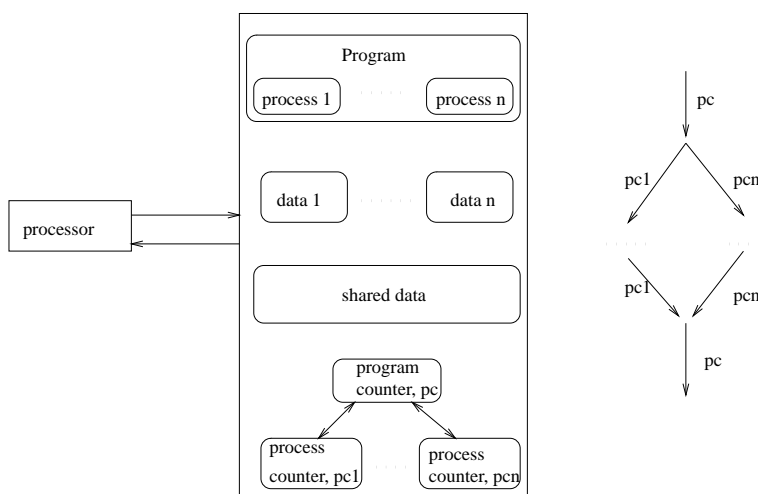 Program
process 1
process n
data 1
data n
processor
shared data
program
counter, pc
process
counter, pc1
process
counter, pcn
pc
pc1
pcn
pc1
pcn
pc